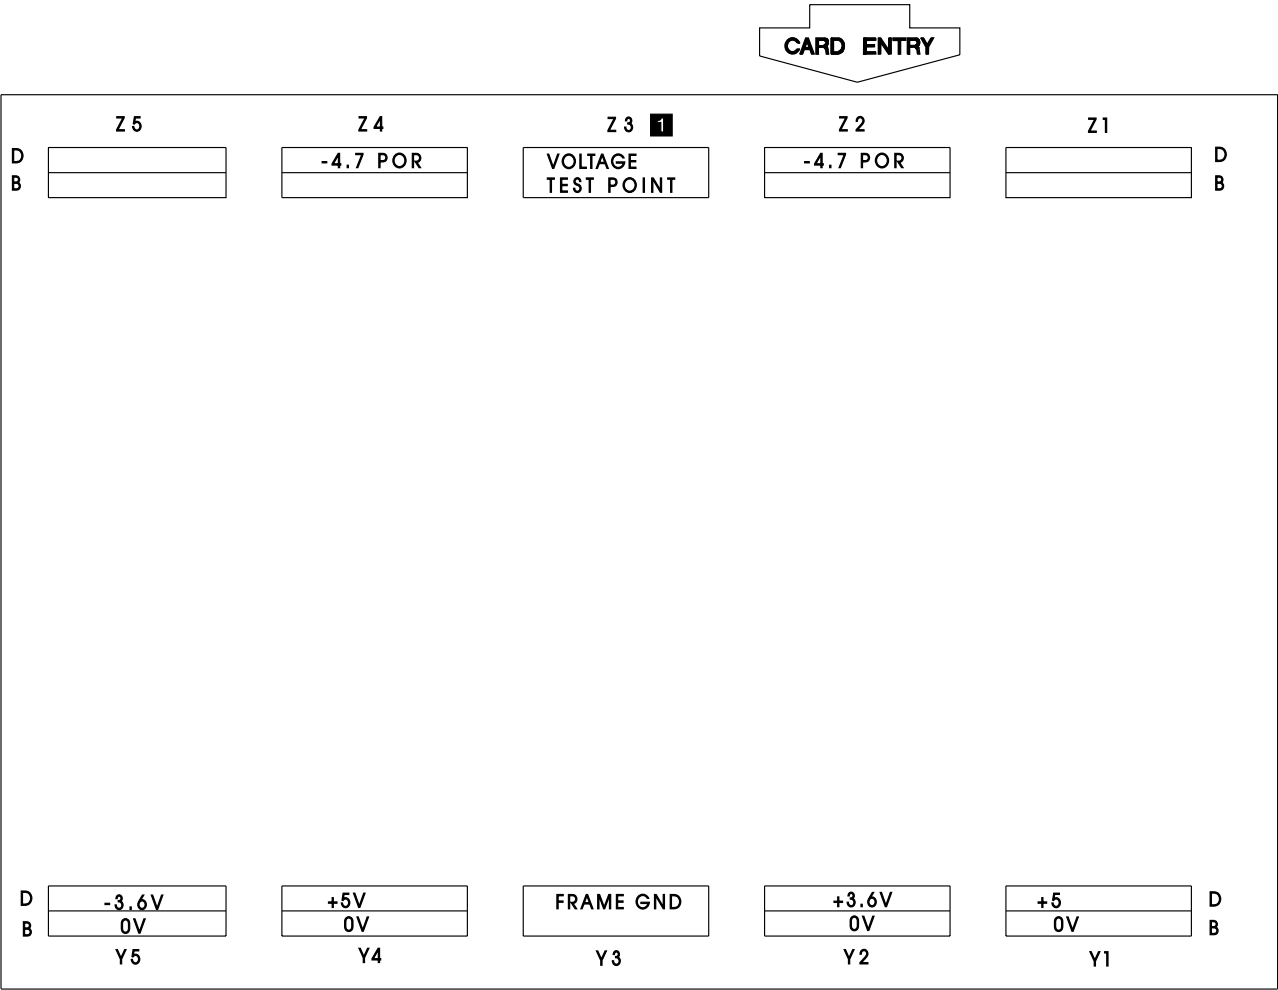 CARD ENTRY
Z5 Z4 Z3 1 Z2 Z1
D -4.7 POR VOLTAGE -4.7 POR D
B TEST POINT B
D -3.6V +5V FRAME GND +3.6V +5 D
B 0V 0V 0V 0V B
Y5 Y4 Y3 Y2 Y1